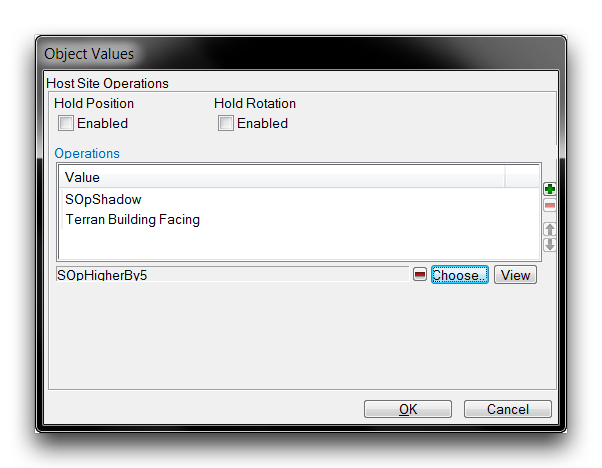 Object Values
Host Site Operations
Hold Position Hold Rotation
Enabled Enabled
Operations
Value
SOpShadow
Terran Building Facing
SOpHigherBy5
Choose.. View
OK Cancel